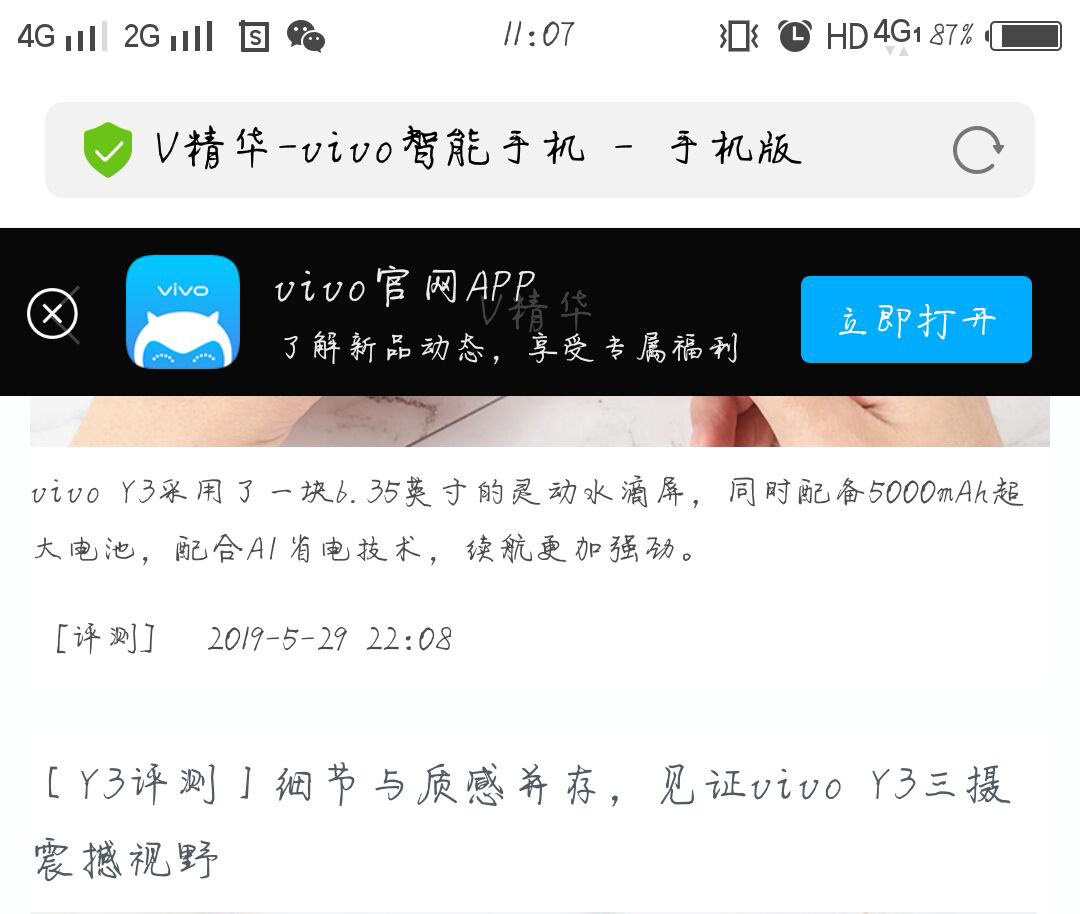 4G 2G S 11:07 HD 4G1 87%
V精华-vivo智能手机 - 手机版
vivo
vivo官网APP
V精华
了解新品动态，享受专属福利
立即打开
vivo Y3采用了一块6.35英寸的灵动水滴屏，同时配备5000mAh超
大电池，配合AI省电技术，续航更加强劲。
[评测] 2019-5-29 22:08
[Y3评测]细节与质感并存，见证vivo Y3三摄
震撼视野